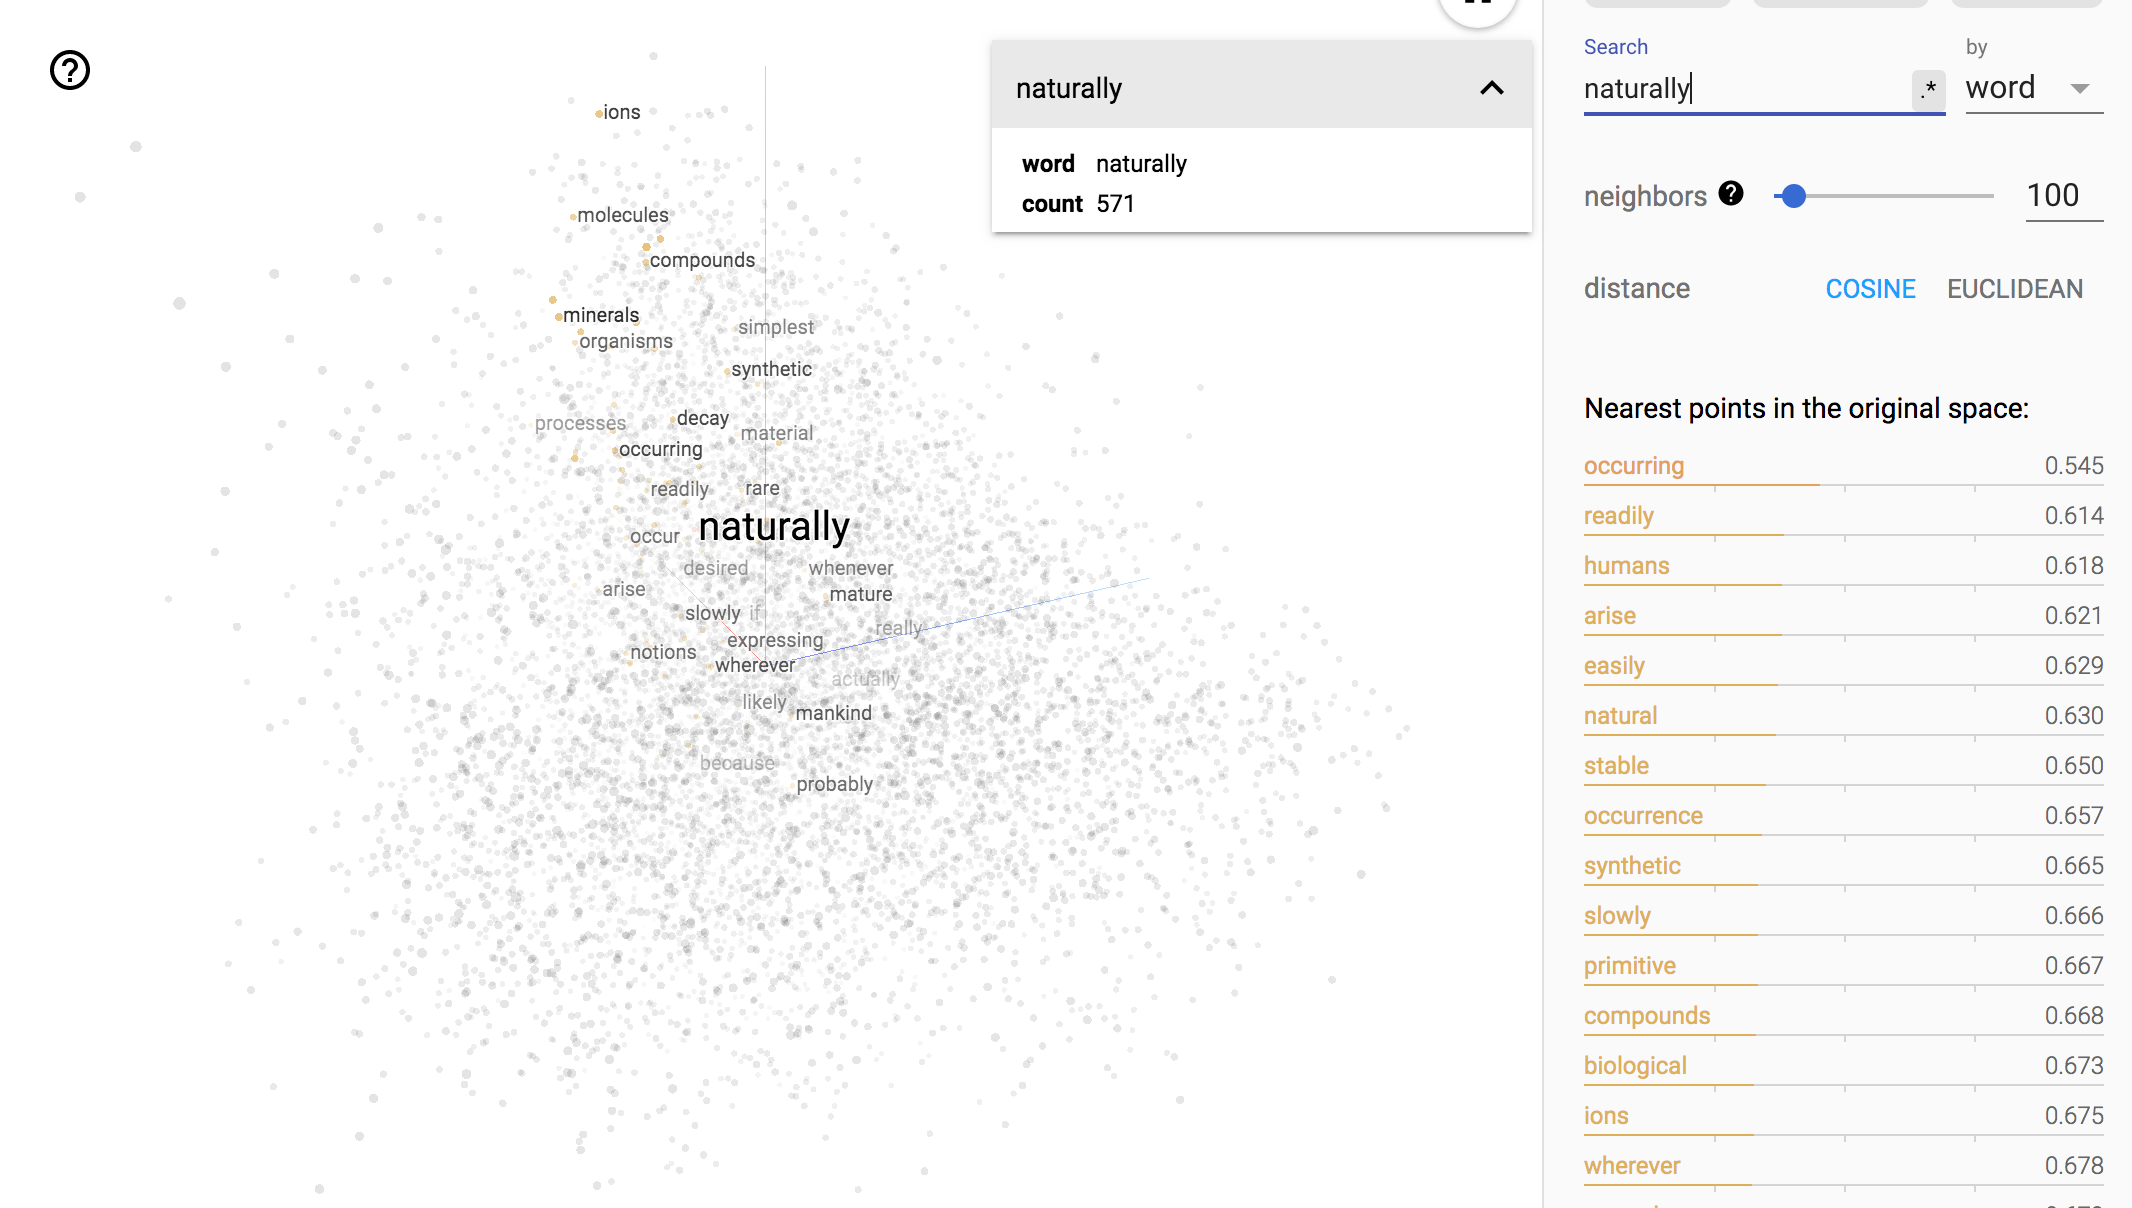 ions
molecules
compounds
minerals
simplest
organisms
synthetic
processes
decay
material
occurring
readily
rare
naturally
occur
desired
whenever
arise
mature
slowly
if
really
expressing
notions
wherever
actually
likely
mankind
because
probably
naturally
word naturally
count 571
Search
by
naturally
.*
word
neighbors
100
distance
COSINE
EUCLIDEAN
Nearest points in the original space:
occurring 0.545
readily 0.614
humans 0.618
arise 0.621
easily 0.629
natural 0.630
stable 0.650
occurrence 0.657
synthetic 0.665
slowly 0.666
primitive 0.667
compounds 0.668
biological 0.673
ions 0.675
wherever 0.678